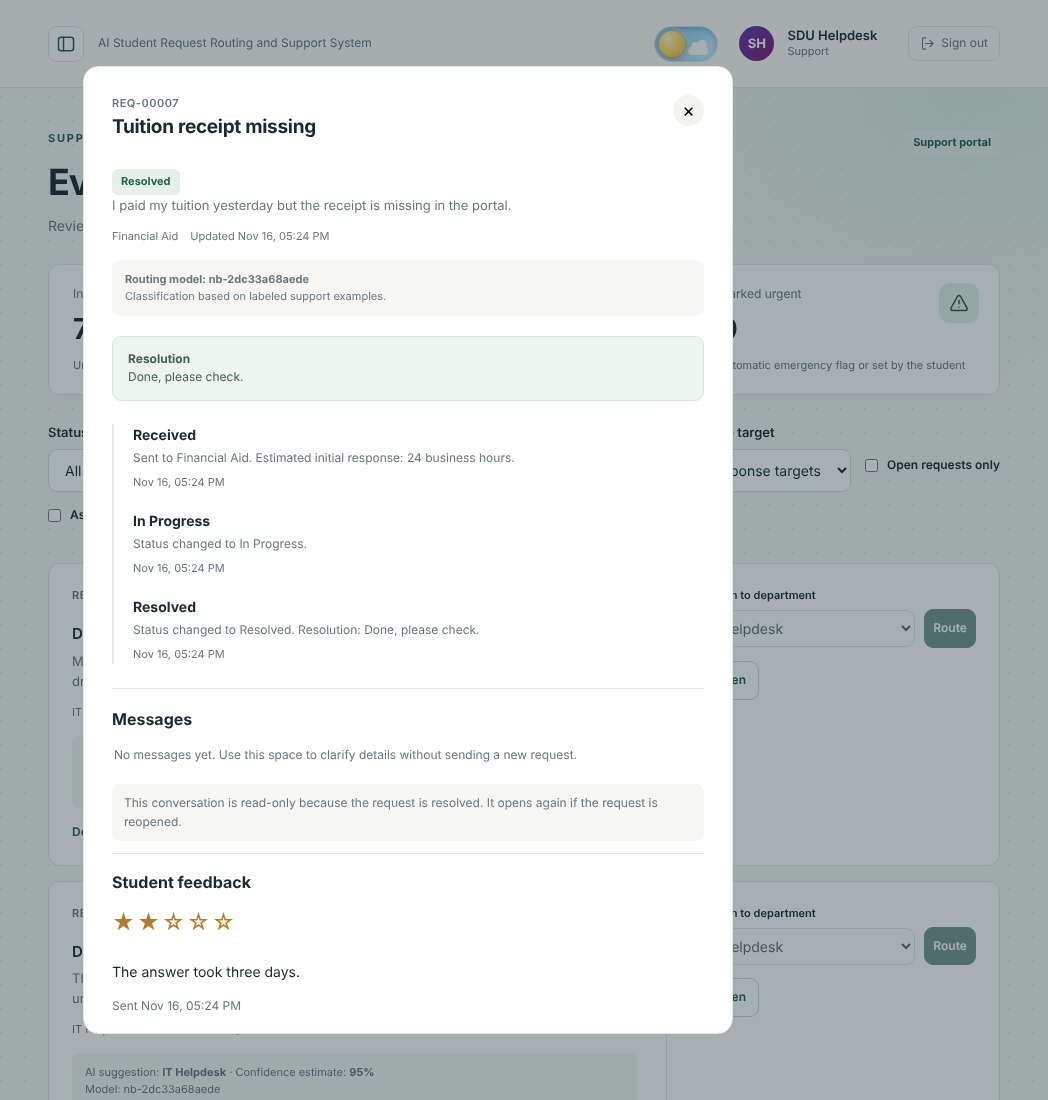 AI Student Request Routing and Support System
SH
SDU Helpdesk
Support
Sign out
Support portal
REQ-00007
Tuition receipt missing
Resolved
I paid my tuition yesterday but the receipt is missing in the portal.
Financial Aid Updated Nov 16, 05:24 PM
Routing model: nb-2dc33a68aede
Classification based on labeled support examples.
Resolution
Done, please check.
Received
Sent to Financial Aid. Estimated initial response: 24 business hours.
Nov 16, 05:24 PM
In Progress
Status changed to In Progress.
Nov 16, 05:24 PM
Resolved
Status changed to Resolved. Resolution: Done, please check.
Nov 16, 05:24 PM
Messages
No messages yet. Use this space to clarify details without sending a new request.
This conversation is read-only because the request is resolved. It opens again if the request is
reopened.
Student feedback
The answer took three days.
Sent Nov 16, 05:24 PM
marked urgent
automatic emergency flag or set by the student
Status
All
target
response targets
Open requests only
to department
Helpdesk
Route
to department
Helpdesk
Route
IT
AI suggestion: IT Helpdesk · Confidence estimate: 95%
Model: nb-2dc33a68aede